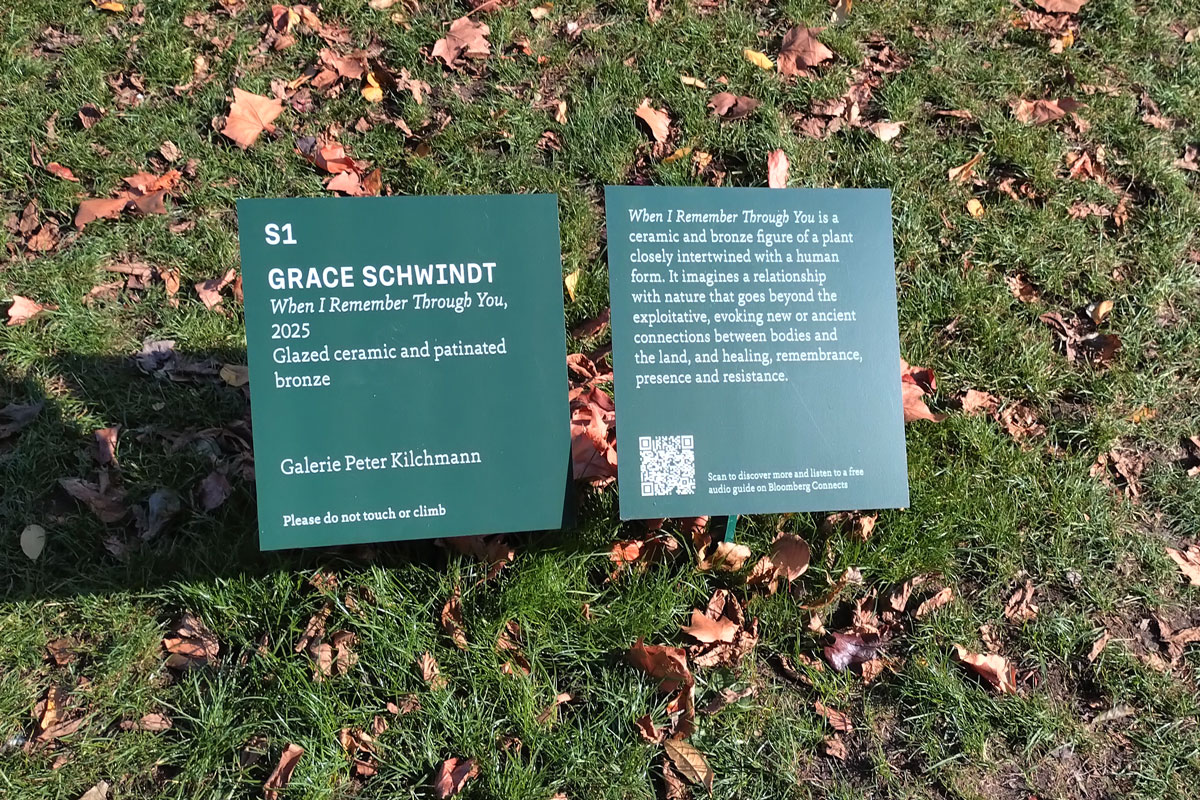 S1
GRACE SCHWINDT
When I Remember Through You,
2025
Glazed ceramic and patinated
bronze
Galerie Peter Kilchmann
Please do not touch or climb
When I Remember Through You is a
ceramic and bronze figure of a plant
closely intertwined with a human
form. It imagines a relationship
with nature that goes beyond the
exploitative, evoking new or ancient
connections between bodies and
the land, and healing, remembrance,
presence and resistance.
Scan to discover more and listen to a free
audio guide on Bloomberg Connects